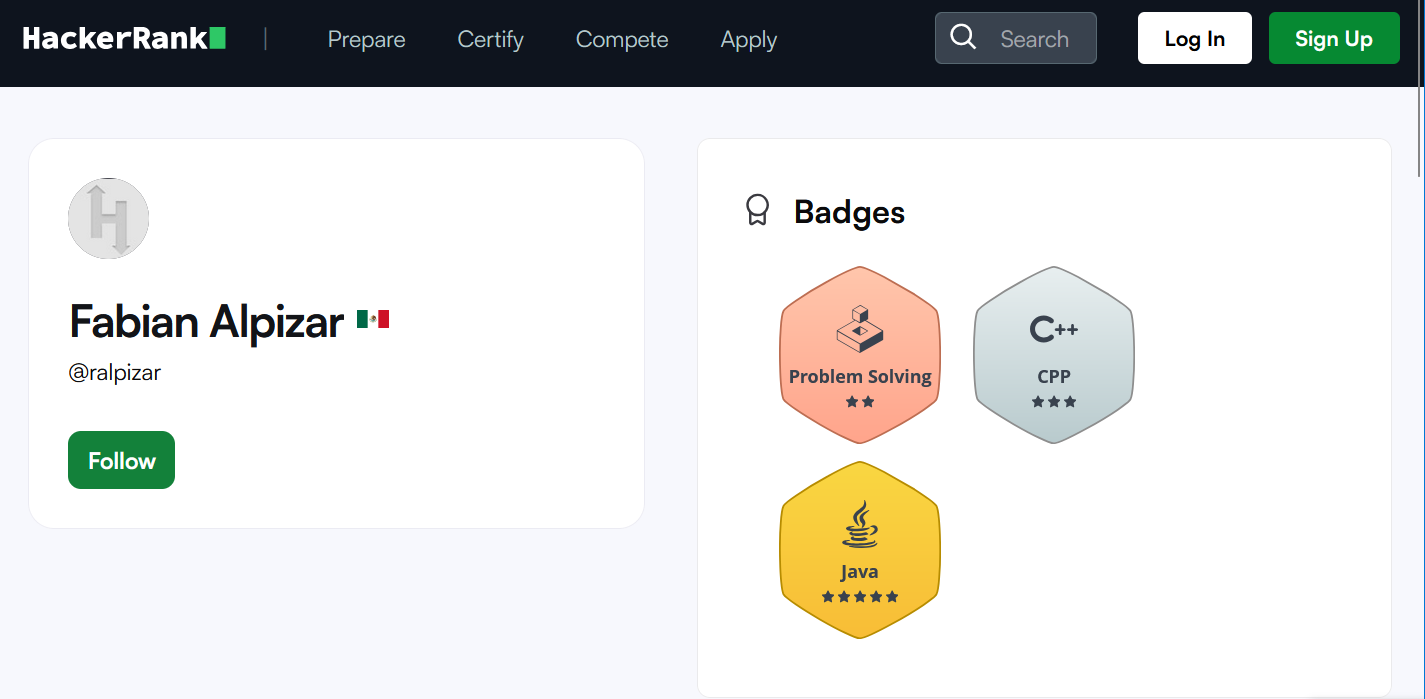 HackerRank | Prepare Certify Compete Apply Search Log In Sign Up
Fabian Alpizar
@ralpizar
Follow
Badges
Problem Solving
C++
CPP
Java